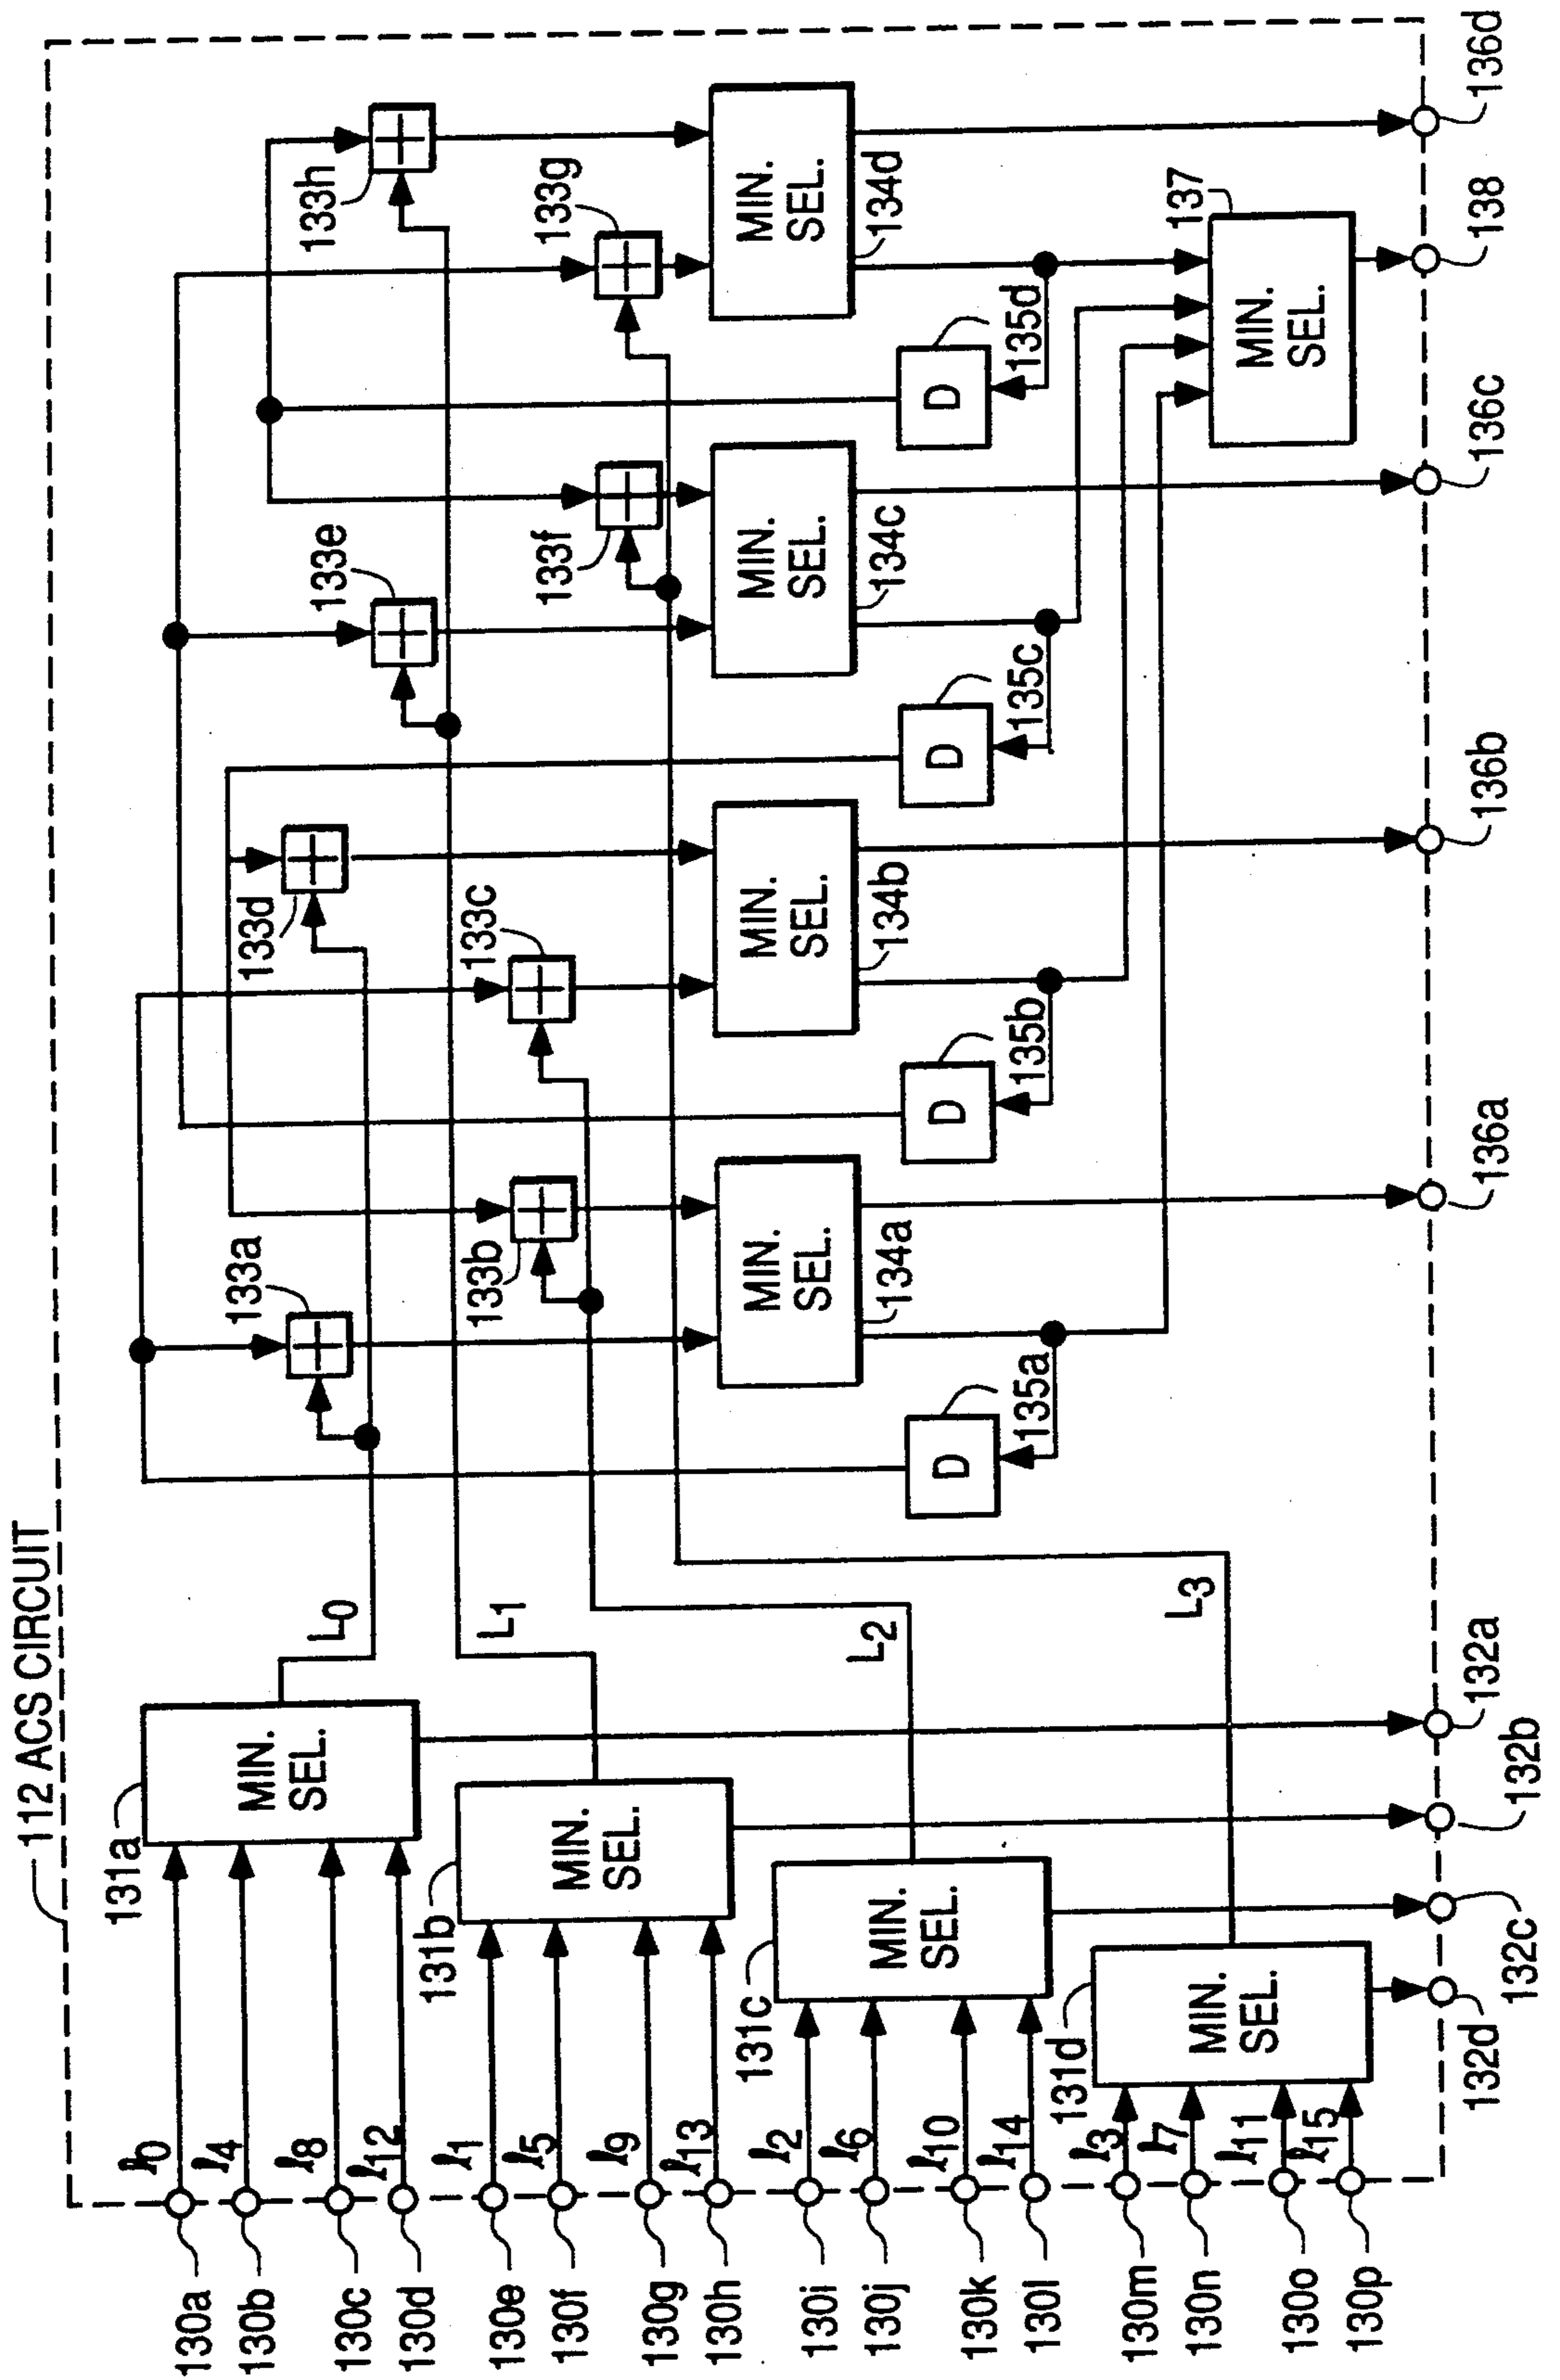 112 ACS CIRCUIT
130a
130b
130c
130d
130e
130f
130g
130h
130i
130j
130k
130l
130m
130n
130o
130p
ℓ0
ℓ4
ℓ8
ℓ12
ℓ1
ℓ5
ℓ9
ℓ13
ℓ2
ℓ6
ℓ10
ℓ14
ℓ3
ℓ7
ℓ11
ℓ15
131a
MIN.
SEL.
131b
MIN.
SEL.
131c
MIN.
SEL.
131d
MIN.
SEL.
L0
L1
L2
L3
132a
132b
132c
132d
133a
133b
133c
133d
133e
133f
133g
133h
MIN.
SEL.
134a
MIN.
SEL.
134b
MIN.
SEL.
134c
MIN.
SEL.
134d
D
135a
D
135b
D
135c
D
135d
137
MIN.
SEL.
136a
136b
136c
138
136d